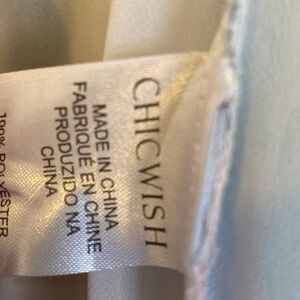 CHICWISH
MADE IN CHINA
FABRIQUÉ EN CHINE
PRODUZIDO NA
CHINA
100% POLYESTER